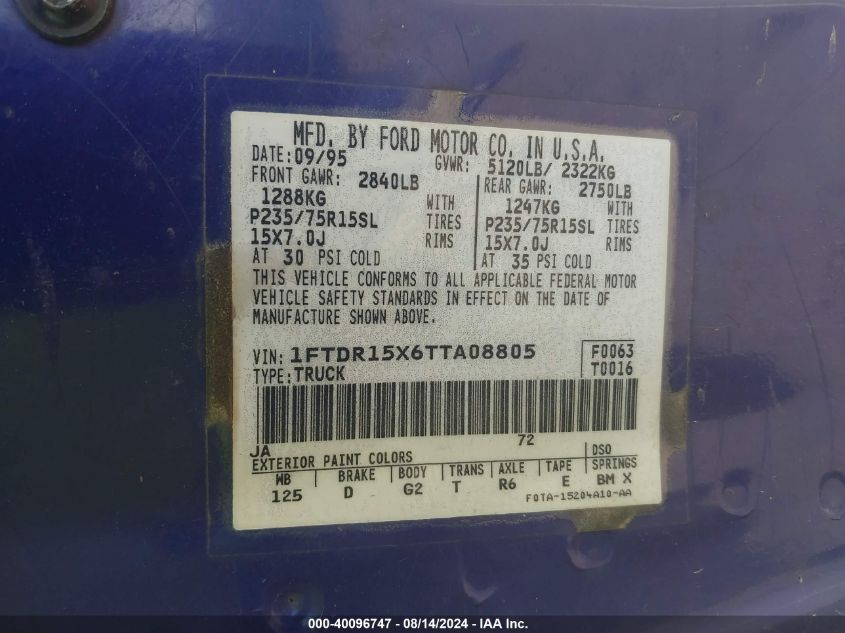 MFD. BY FORD MOTOR CO. IN U.S.A.
DATE: 09/95 GVWR: 5120LB/ 2322KG
FRONT GAWR: 2840LB REAR GAWR: 2750LB
1288KG WITH 1247KG WITH
P235/75R15SL TIRES P235/75R15SL TIRES
15X7.0J RIMS 15X7.0J RIMS
AT 30 PSI COLD AT 35 PSI COLD
THIS VEHICLE CONFORMS TO ALL APPLICABLE FEDERAL MOTOR
VEHICLE SAFETY STANDARDS IN EFFECT ON THE DATE OF
MANUFACTURE SHOWN ABOVE.
VIN: 1FTDR15X6TTA08805 F0063
TYPE: TRUCK T0016
JA 72
EXTERIOR PAINT COLORS DSO
WB BRAKE BODY TRANS AXLE TAPE SPRINGS
125 D G2 T R6 E BM X
F0TA-15204A10-AA
000-40096747 - 08/14/2024 - IAA Inc.